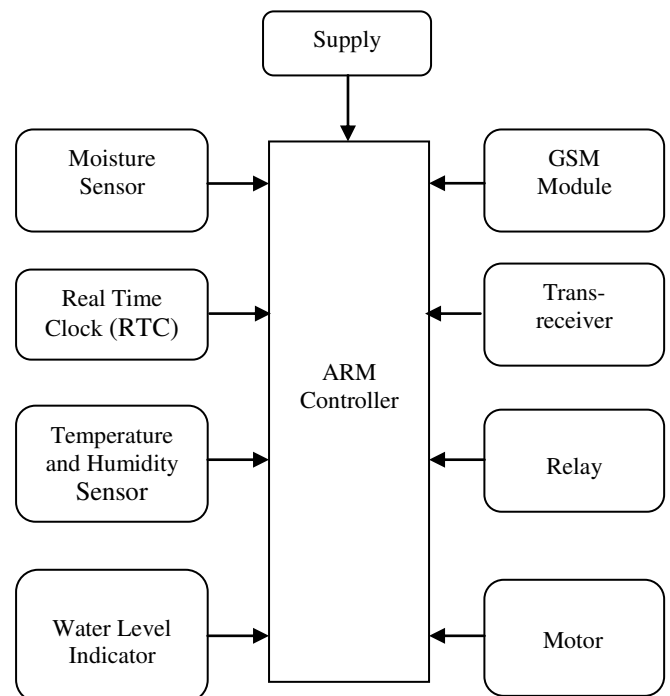 Supply
Moisture
Sensor
GSM
Module
Real Time
Clock (RTC)
Trans-
receiver
ARM
Controller
Temperature
and Humidity
Sensor
Relay
Water Level
Indicator
Motor